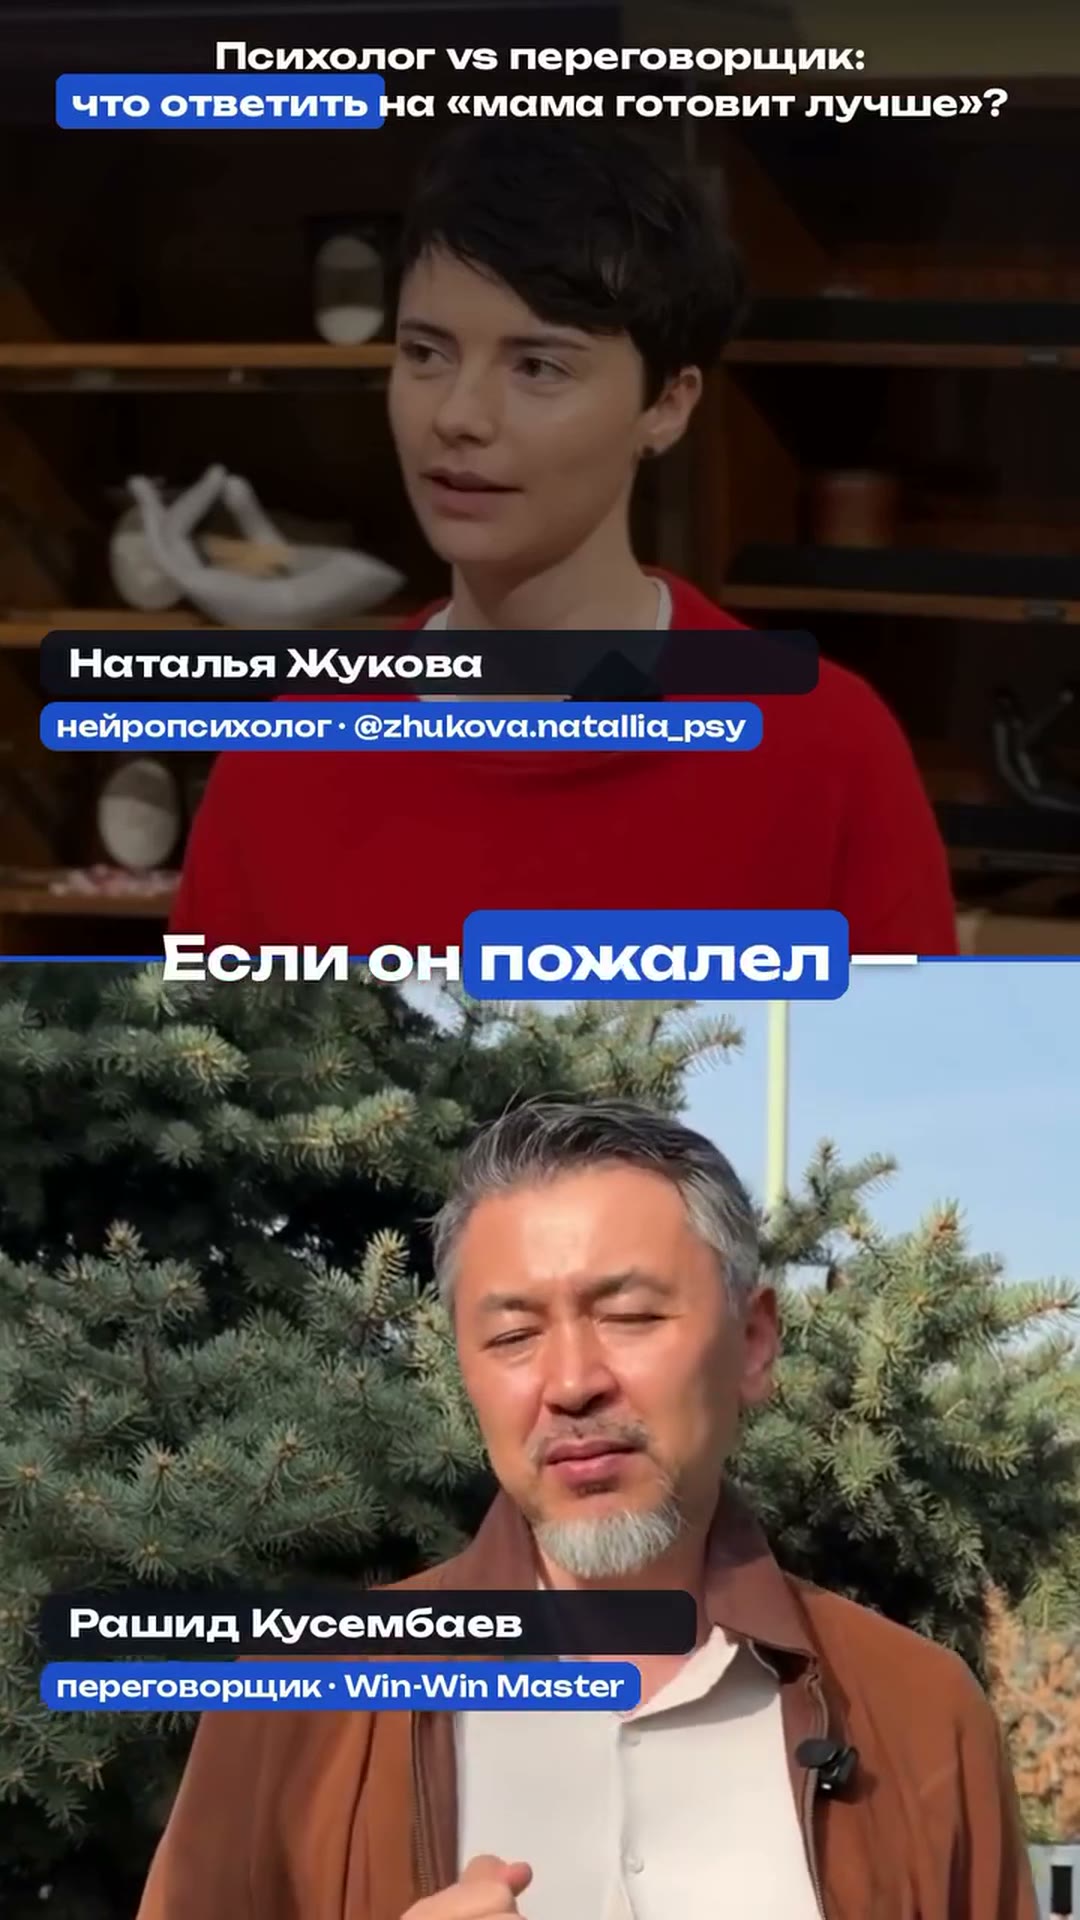 Психолог vs переговорщик:
что ответить на «мама готовит лучше»?
Наталья Жукова
нейропсихолог · @zhukova.natallia_psy
Если он пожалел —
Рашид Кусембаев
переговорщик · Win-Win Master